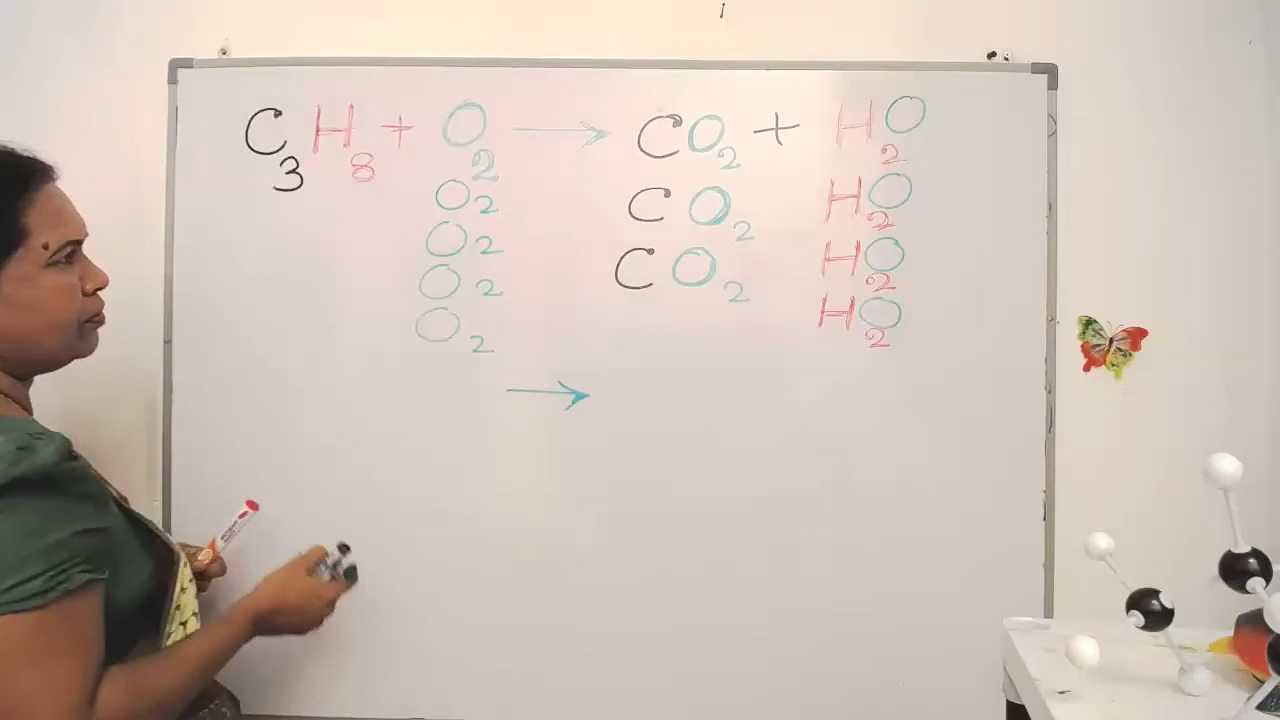 C₃H₈ + O₂ → CO₂ + H₂O
O₂ CO₂ H₂O
O₂ CO₂ H₂O
O₂ H₂O
O₂
→